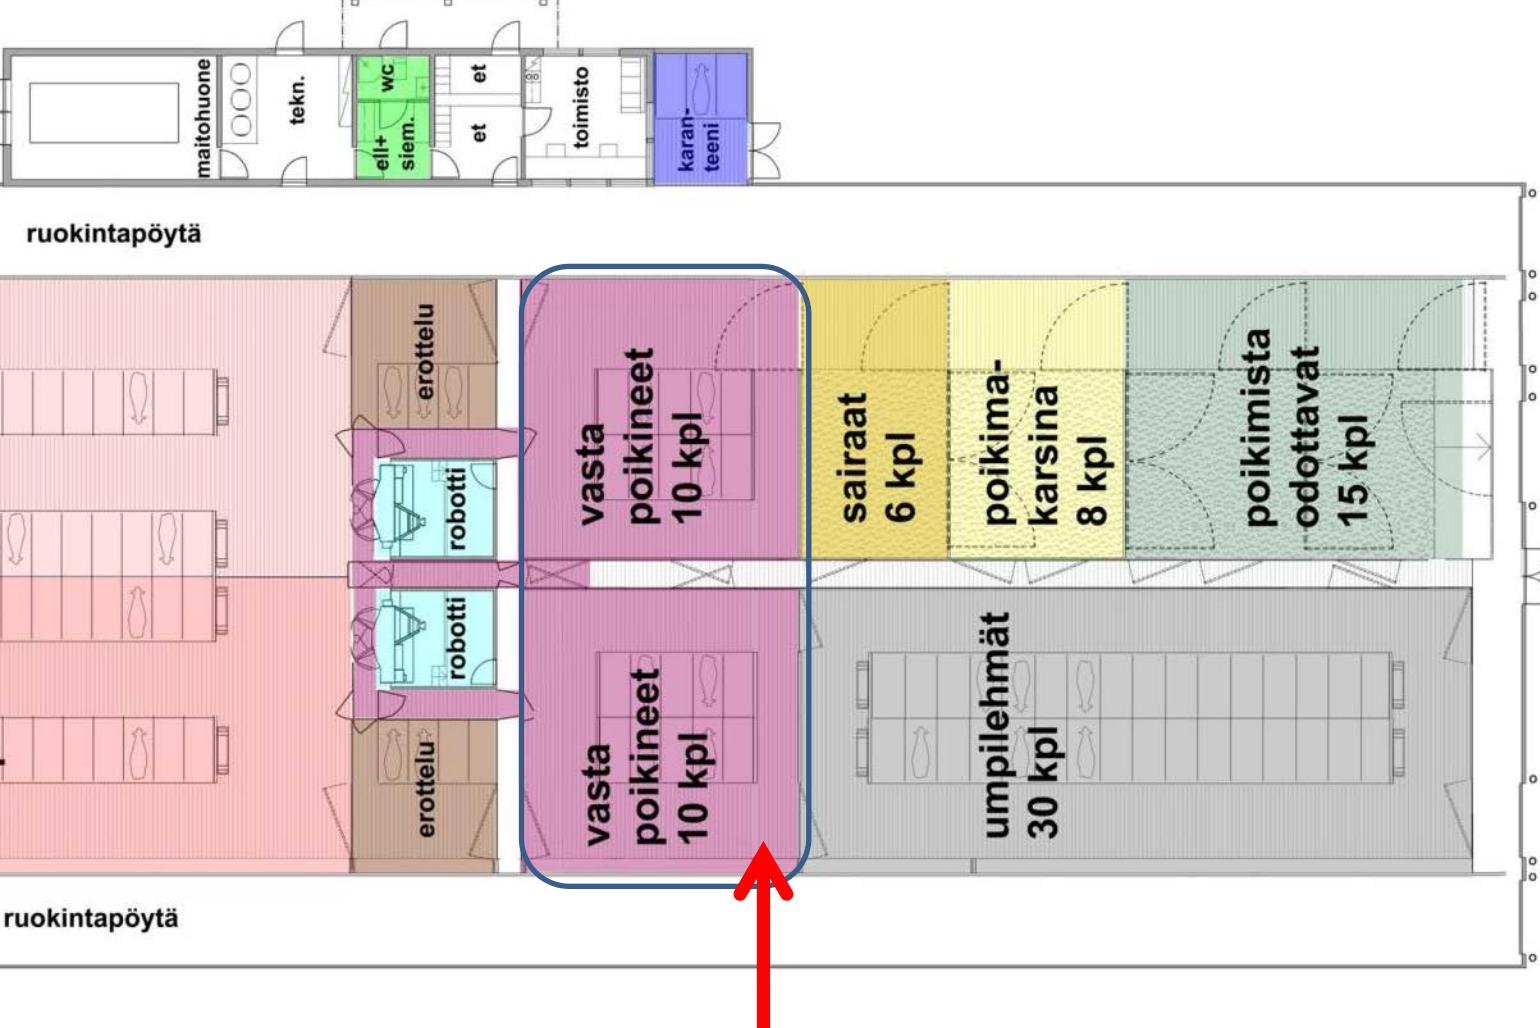 maitohuone
tekn.
wc
ell+
siem.
et
et
toimisto
karan-
teeni
ruokintapöytä
erottelu
robotti
robotti
erottelu
vasta
poikineet
10 kpl
sairaat
6 kpl
poikima-
karsina
8 kpl
poikimista
odottavat
15 kpl
vasta
poikineet
10 kpl
umpilehmät
30 kpl
ruokintapöytä